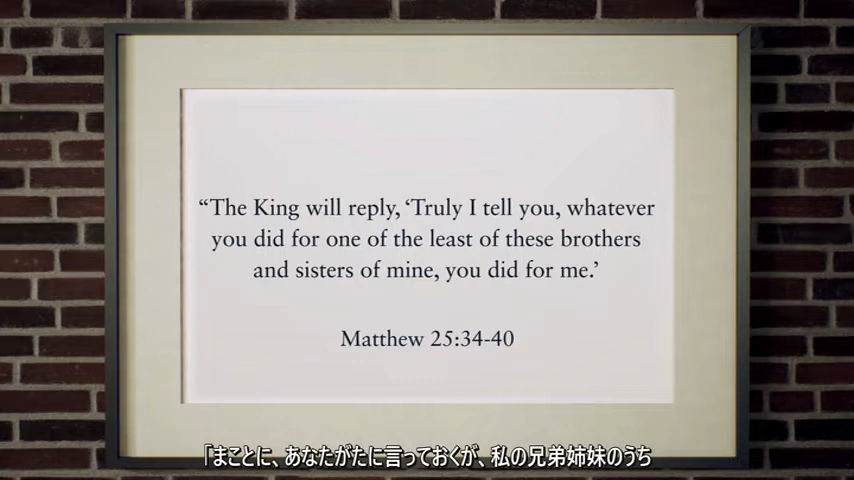 “The King will reply, ‘Truly I tell you, whatever
you did for one of the least of these brothers
and sisters of mine, you did for me.’
Matthew 25:34-40
「まことに、あなたがたに言っておくが、私の兄弟姉妹のうち